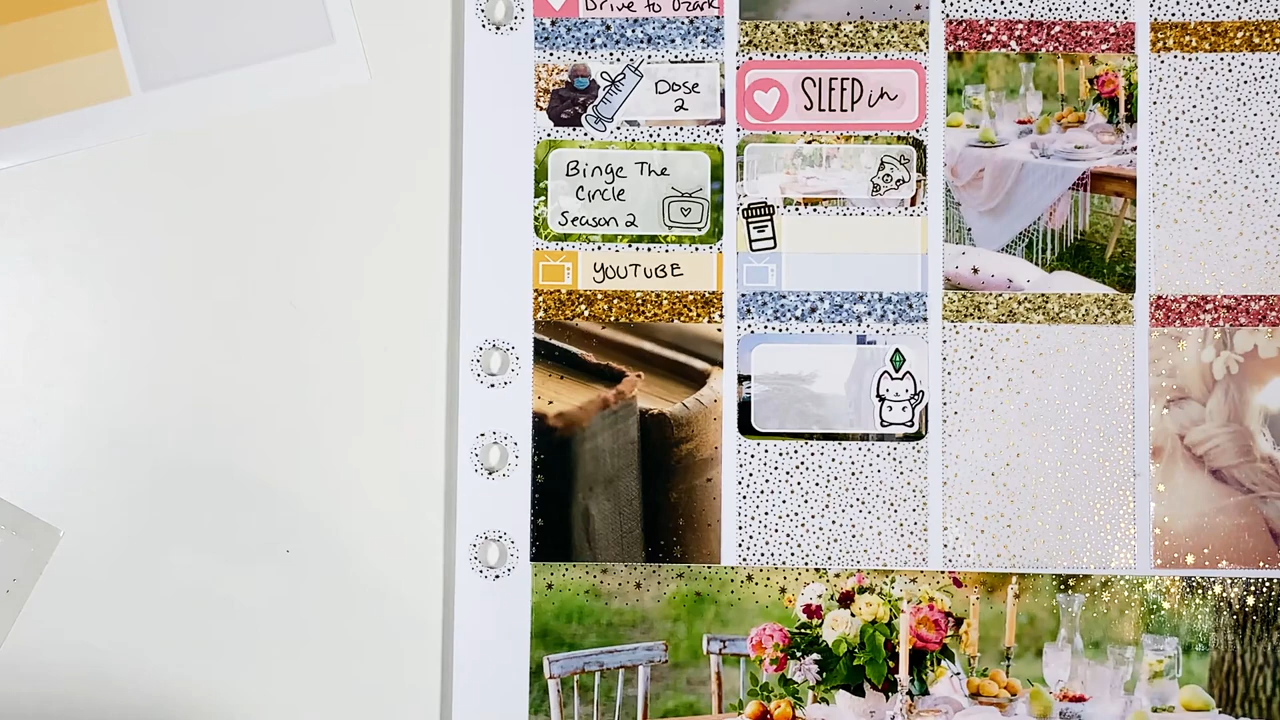 Drive to Ozark
Dose
2
Binge The
Circle
Season 2
YOUTUBE
SLEEP in